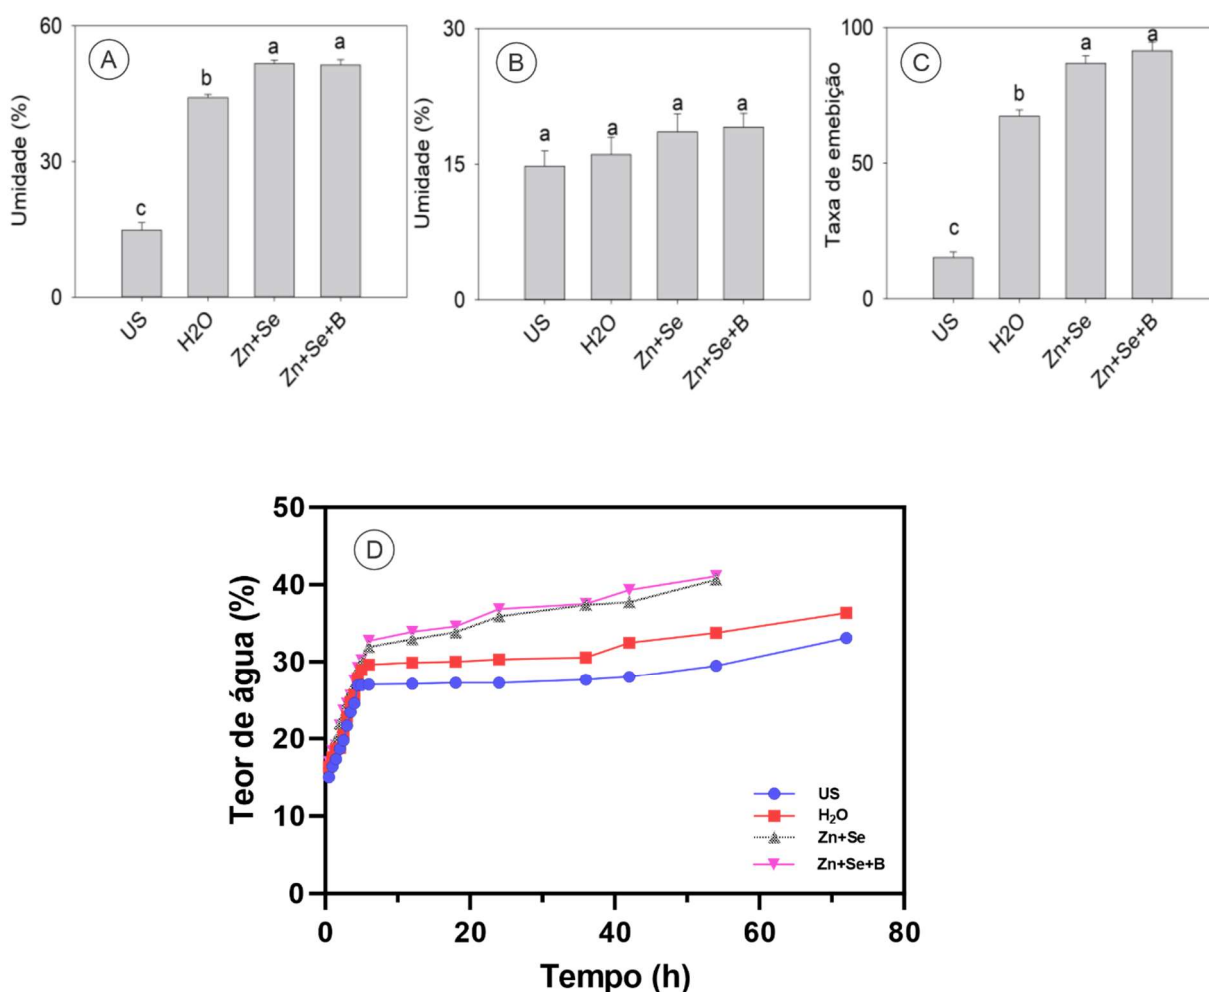 A
Umidade (%)
60
30
0
c
b
a
a
US
H2O
Zn+Se
Zn+Se+B
B
Umidade (%)
30
15
0
a
a
a
a
US
H2O
Zn+Se
Zn+Se+B
C
Taxa de emebição
100
50
0
c
b
a
a
US
H2O
Zn+Se
Zn+Se+B
D
Teor de água (%)
50
40
30
20
10
0
0
20
40
60
80
Tempo (h)
US
H₂O
Zn+Se
Zn+Se+B